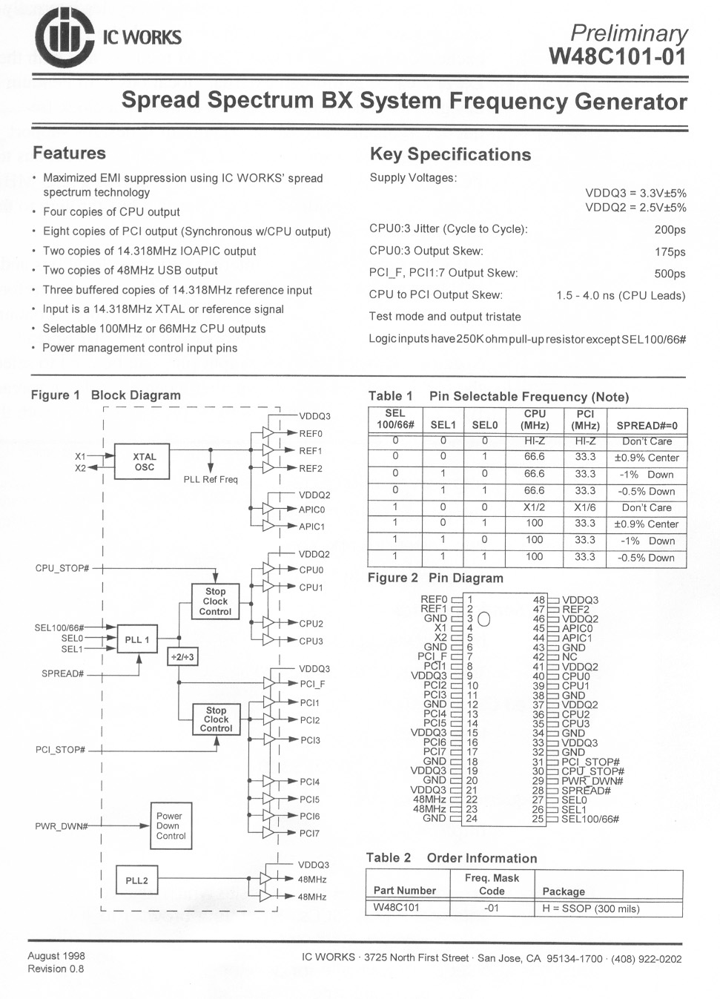 IC WORKS
Preliminary
W48C101-01
Spread Spectrum BX System Frequency Generator
Features
• Maximized EMI suppression using IC WORKS' spread
spectrum technology
• Four copies of CPU output
• Eight copies of PCI output (Synchronous w/CPU output)
• Two copies of 14.318MHz IOAPIC output
• Two copies of 48MHz USB output
• Three buffered copies of 14.318MHz reference input
• Input is a 14.318MHz XTAL or reference signal
• Selectable 100MHz or 66MHz CPU outputs
• Power management control input pins
Key Specifications
Supply Voltages:
VDDQ3 = 3.3V±5%
VDDQ2 = 2.5V±5%
CPU0:3 Jitter (Cycle to Cycle): 200ps
CPU0:3 Output Skew: 175ps
PCI_F, PCI1:7 Output Skew: 500ps
CPU to PCI Output Skew: 1.5 - 4.0 ns (CPU Leads)
Test mode and output tristate
Logic inputs have 250K ohm pull-up resistor except SEL100/66#
Figure 1 Block Diagram
VDDQ3
REF0
X1
X2
XTAL
OSC
REF1
REF2
PLL Ref Freq
VDDQ2
APIC0
APIC1
VDDQ2
CPU_STOP#
CPU0
Stop
Clock
Control
CPU1
CPU2
CPU3
SEL100/66#
SEL0
SEL1
PLL 1
÷2/÷3
SPREAD#
VDDQ3
PCI_F
PCI1
Stop
Clock
Control
PCI2
PCI3
PCI_STOP#
PCI4
PCI5
PCI6
PCI7
PWR_DWN#
Power
Down
Control
VDDQ3
PLL2
48MHz
48MHz
Table 1 Pin Selectable Frequency (Note)
SEL 100/66# SEL1 SEL0 CPU (MHz) PCI (MHz) SPREAD#=0
0 0 0 HI-Z HI-Z Don't Care
0 0 1 66.6 33.3 ±0.9% Center
0 1 0 66.6 33.3 -1% Down
0 1 1 66.6 33.3 -0.5% Down
1 0 0 X1/2 X1/6 Don't Care
1 0 1 100 33.3 ±0.9% Center
1 1 0 100 33.3 -1% Down
1 1 1 100 33.3 -0.5% Down
Figure 2 Pin Diagram
REF0 1 48 VDDQ3
REF1 2 47 REF2
GND 3 46 VDDQ2
X1 4 45 APIC0
X2 5 44 APIC1
GND 6 43 GND
PCI_F 7 42 NC
PCI1 8 41 VDDQ2
VDDQ3 9 40 CPU0
PCI2 10 39 CPU1
PCI3 11 38 GND
GND 12 37 VDDQ2
PCI4 13 36 CPU2
PCI5 14 35 CPU3
VDDQ3 15 34 GND
PCI6 16 33 VDDQ3
PCI7 17 32 GND
GND 18 31 PCI_STOP#
VDDQ3 19 30 CPU_STOP#
GND 20 29 PWR_DWN#
VDDQ3 21 28 SPREAD#
48MHz 22 27 SEL0
48MHz 23 26 SEL1
GND 24 25 SEL100/66#
Table 2 Order Information
Part Number Freq. Mask Code Package
W48C101 -01 H = SSOP (300 mils)
August 1998
Revision 0.8
IC WORKS · 3725 North First Street · San Jose, CA 95134-1700 · (408) 922-0202